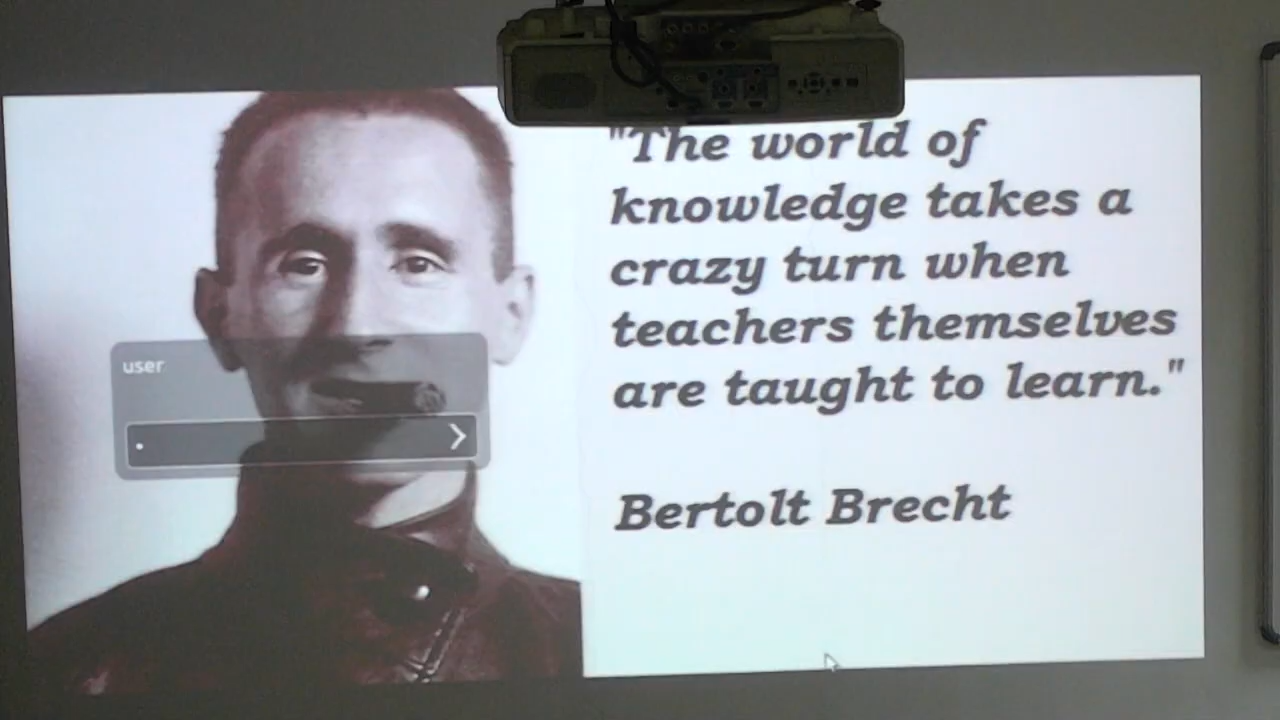 "The world of
knowledge takes a
crazy turn when
teachers themselves
are taught to learn."
Bertolt Brecht
user